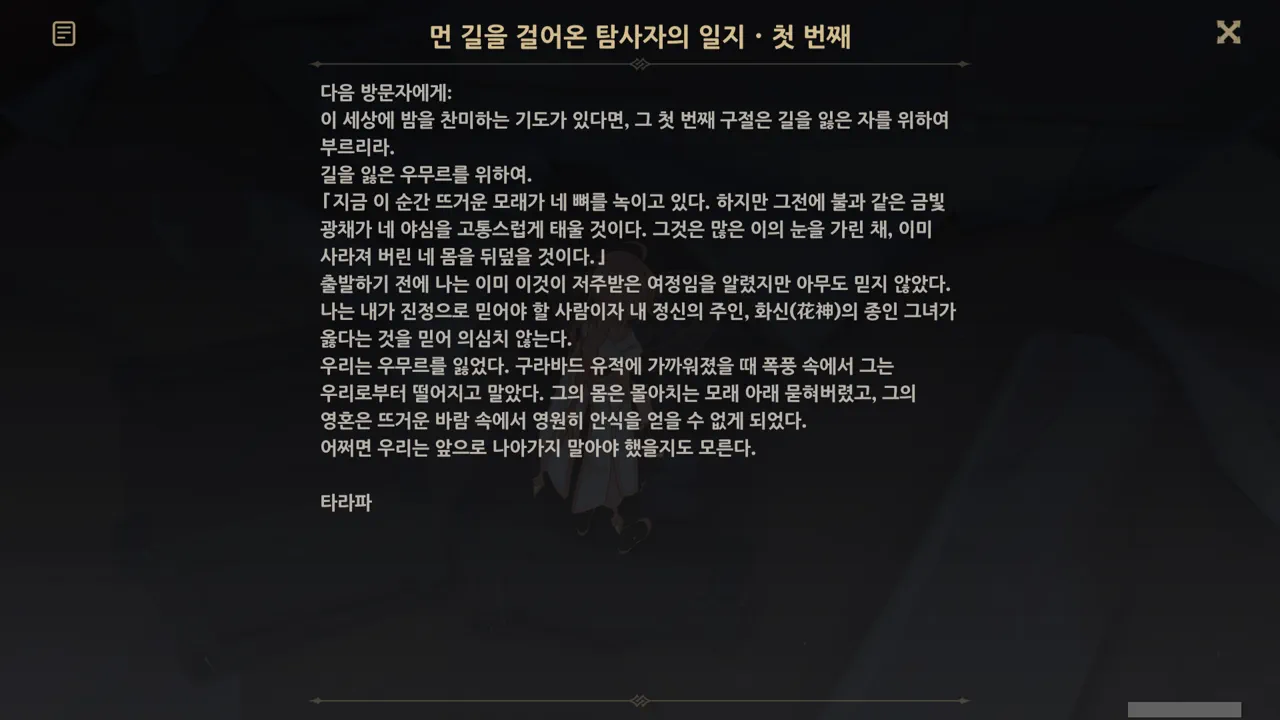 먼 길을 걸어온 탐사자의 일지 · 첫 번째
다음 방문자에게:
이 세상에 밤을 찬미하는 기도가 있다면, 그 첫 번째 구절은 길을 잃은 자를 위하여
부르리라.
길을 잃은 우무르를 위하여.
「지금 이 순간 뜨거운 모래가 네 뼈를 녹이고 있다. 하지만 그전에 불과 같은 금빛
광채가 네 야심을 고통스럽게 태울 것이다. 그것은 많은 이의 눈을 가린 채, 이미
사라져 버린 네 몸을 뒤덮을 것이다.」
출발하기 전에 나는 이미 이것이 저주받은 여정임을 알렸지만 아무도 믿지 않았다.
나는 내가 진정으로 믿어야 할 사람이자 내 정신의 주인, 화신(花神)의 종인 그녀가
옳다는 것을 믿어 의심치 않는다.
우리는 우무르를 잃었다. 구라바드 유적에 가까워졌을 때 폭풍 속에서 그는
우리로부터 떨어지고 말았다. 그의 몸은 몰아치는 모래 아래 묻혀버렸고, 그의
영혼은 뜨거운 바람 속에서 영원히 안식을 얻을 수 없게 되었다.
어쩌면 우리는 앞으로 나아가지 말아야 했을지도 모른다.
타라파